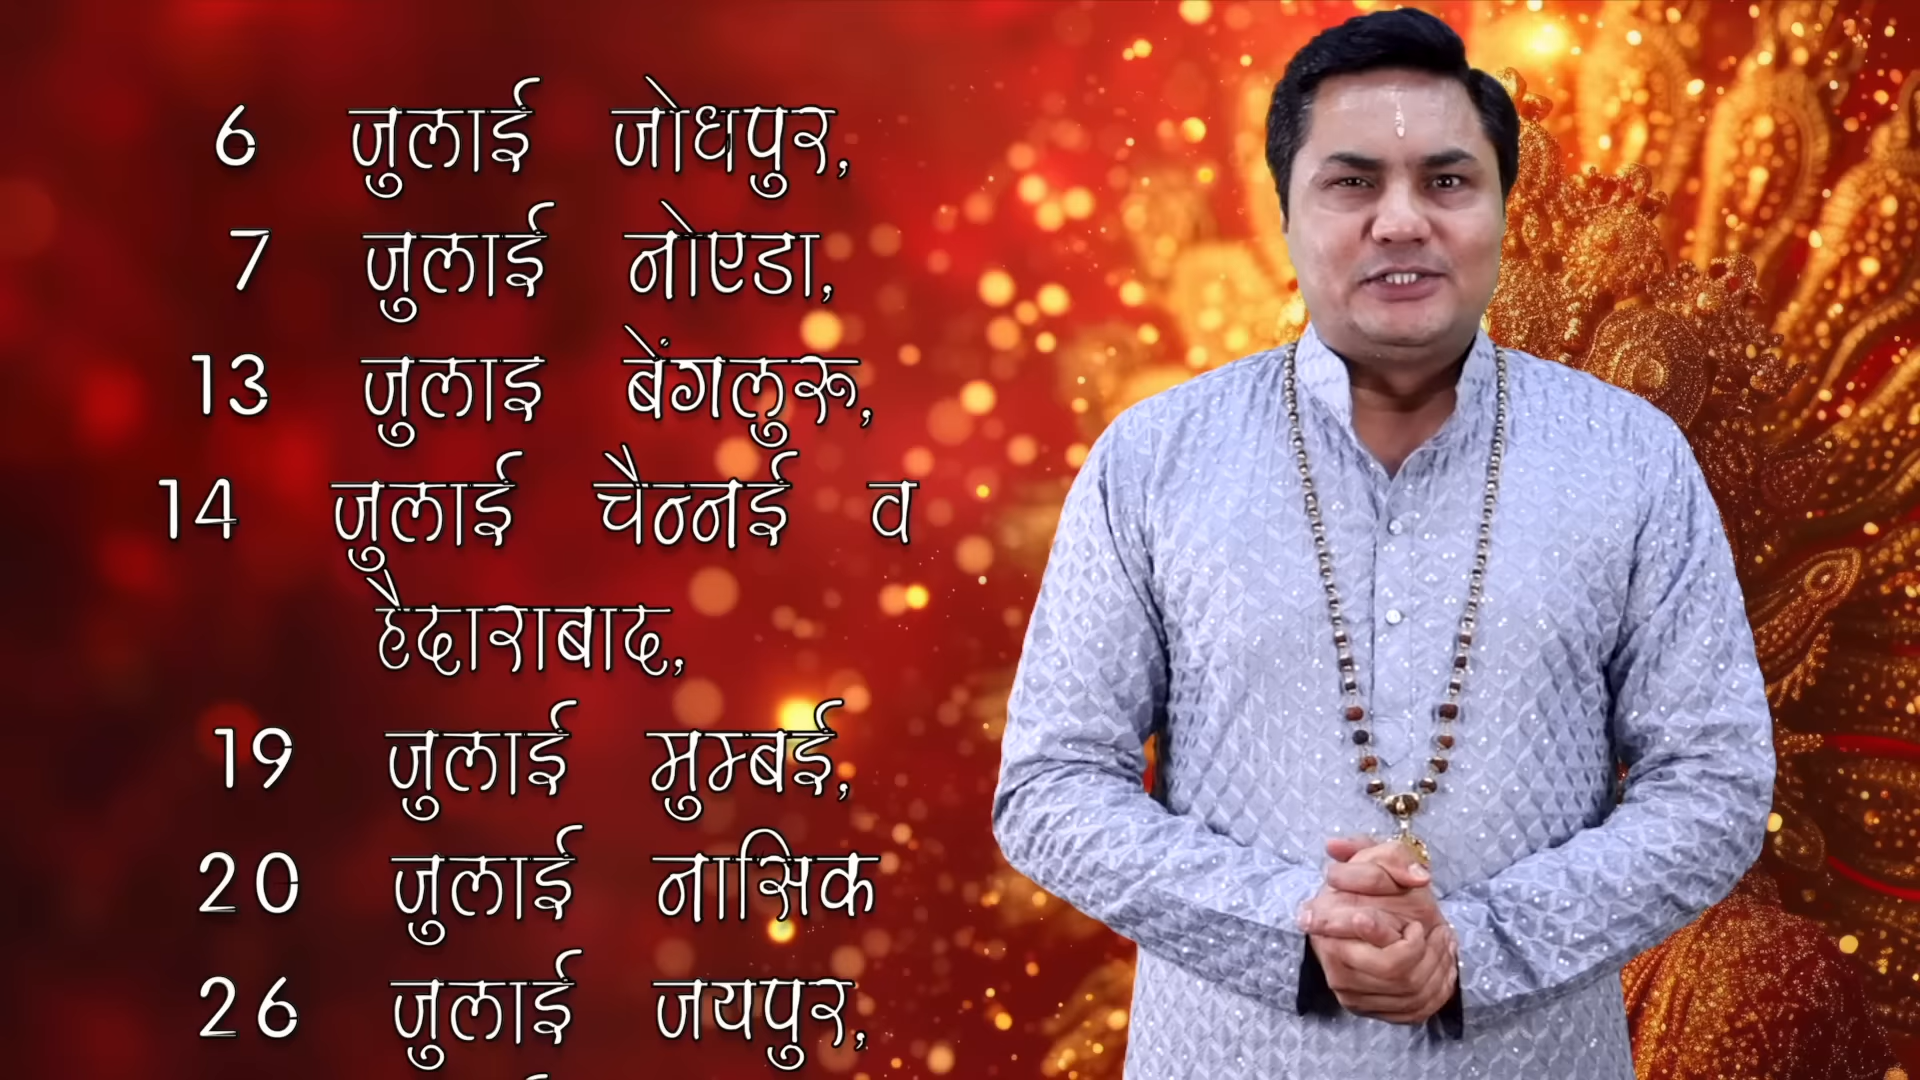 6 जुलाई जोधपुर,
7 जुलाई नोएडा,
13 जुलाइ बेंगलुरू,
14 जुलाई चैन्नई व
हैदाराबाद,
19 जुलाई मुम्बई,
20 जुलाई नासिक
26 जुलाई जयपुर,